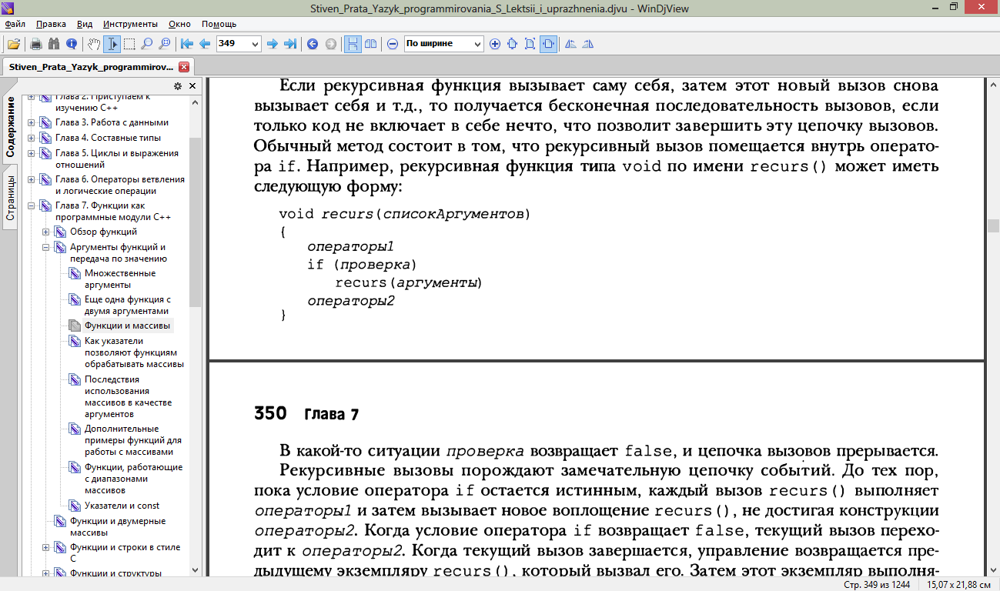 Stiven_Prata_Yazyk_programmirovania_S_Lektsii_i_uprazhnenia.djvu - WinDjView
Файл Правка Вид Инструменты Окно Помощь
349 По ширине
Stiven_Prata_Yazyk_programmirov...
Содержание
Страницы
Глава 2. Приступаем к
изучению C++
Глава 3. Работа с данными
Глава 4. Составные типы
Глава 5. Циклы и выражения
отношений
Глава 6. Операторы ветвления
и логические операции
Глава 7. Функции как
программные модули C++
Обзор функций
Аргументы функций и
передача по значению
Множественные
аргументы
Еще одна функция с
двумя аргументами
Функции и массивы
Как указатели
позволяют функциям
обрабатывать массивы
Последствия
использования
массивов в качестве
аргументов
Дополнительные
примеры функций для
работы с массивами
Функции, работающие
с диапазонами
массивов
Указатели и const
Функции и двумерные
массивы
Функции и строки в стиле
C
Функции и структуры
Если рекурсивная функция вызывает саму себя, затем этот новый вызов снова
вызывает себя и т.д., то получается бесконечная последовательность вызовов, если
только код не включает в себе нечто, что позволит завершить эту цепочку вызовов.
Обычный метод состоит в том, что рекурсивный вызов помещается внутрь операто-
ра if. Например, рекурсивная функция типа void по имени recurs() может иметь
следующую форму:
void recurs(списокАргументов)
{
операторы1
if (проверка)
recurs(аргументы)
операторы2
}
350 Глава 7
В какой-то ситуации проверка возвращает false, и цепочка вызовов прерывается.
Рекурсивные вызовы порождают замечательную цепочку событий. До тех пор,
пока условие оператора if остается истинным, каждый вызов recurs() выполняет
операторы1 и затем вызывает новое воплощение recurs(), не достигая конструкции
операторы2. Когда условие оператора if возвращает false, текущий вызов перехо-
дит к операторы2. Когда текущий вызов завершается, управление возвращается пре-
дыдущему экземпляру recurs(), который вызвал его. Затем этот экземпляр выполня-
Стр. 349 из 1244 15,07 x 21,88 см